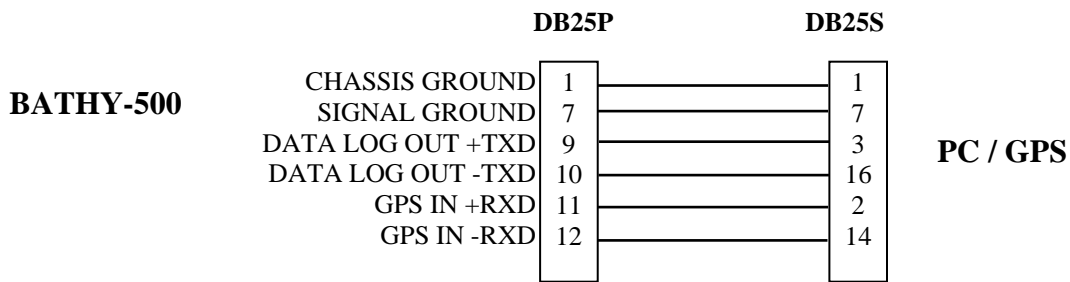 DB25P DB25S
BATHY-500
CHASSIS GROUND 1 1
SIGNAL GROUND 7 7
DATA LOG OUT +TXD 9 3
DATA LOG OUT -TXD 10 16
GPS IN +RXD 11 2
GPS IN -RXD 12 14
PC / GPS